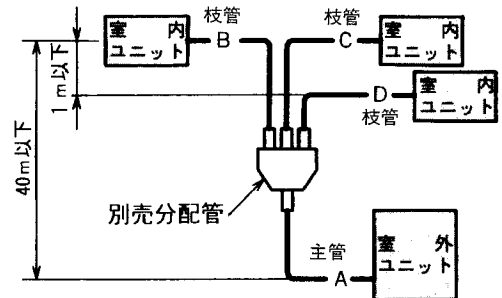 室 内
ユニット
枝管
B
枝管
C
室 内
ユニット
D
枝管
室 内
ユニット
1m以下
40m以下
別売分配管
主管
A
室 外
ユニット